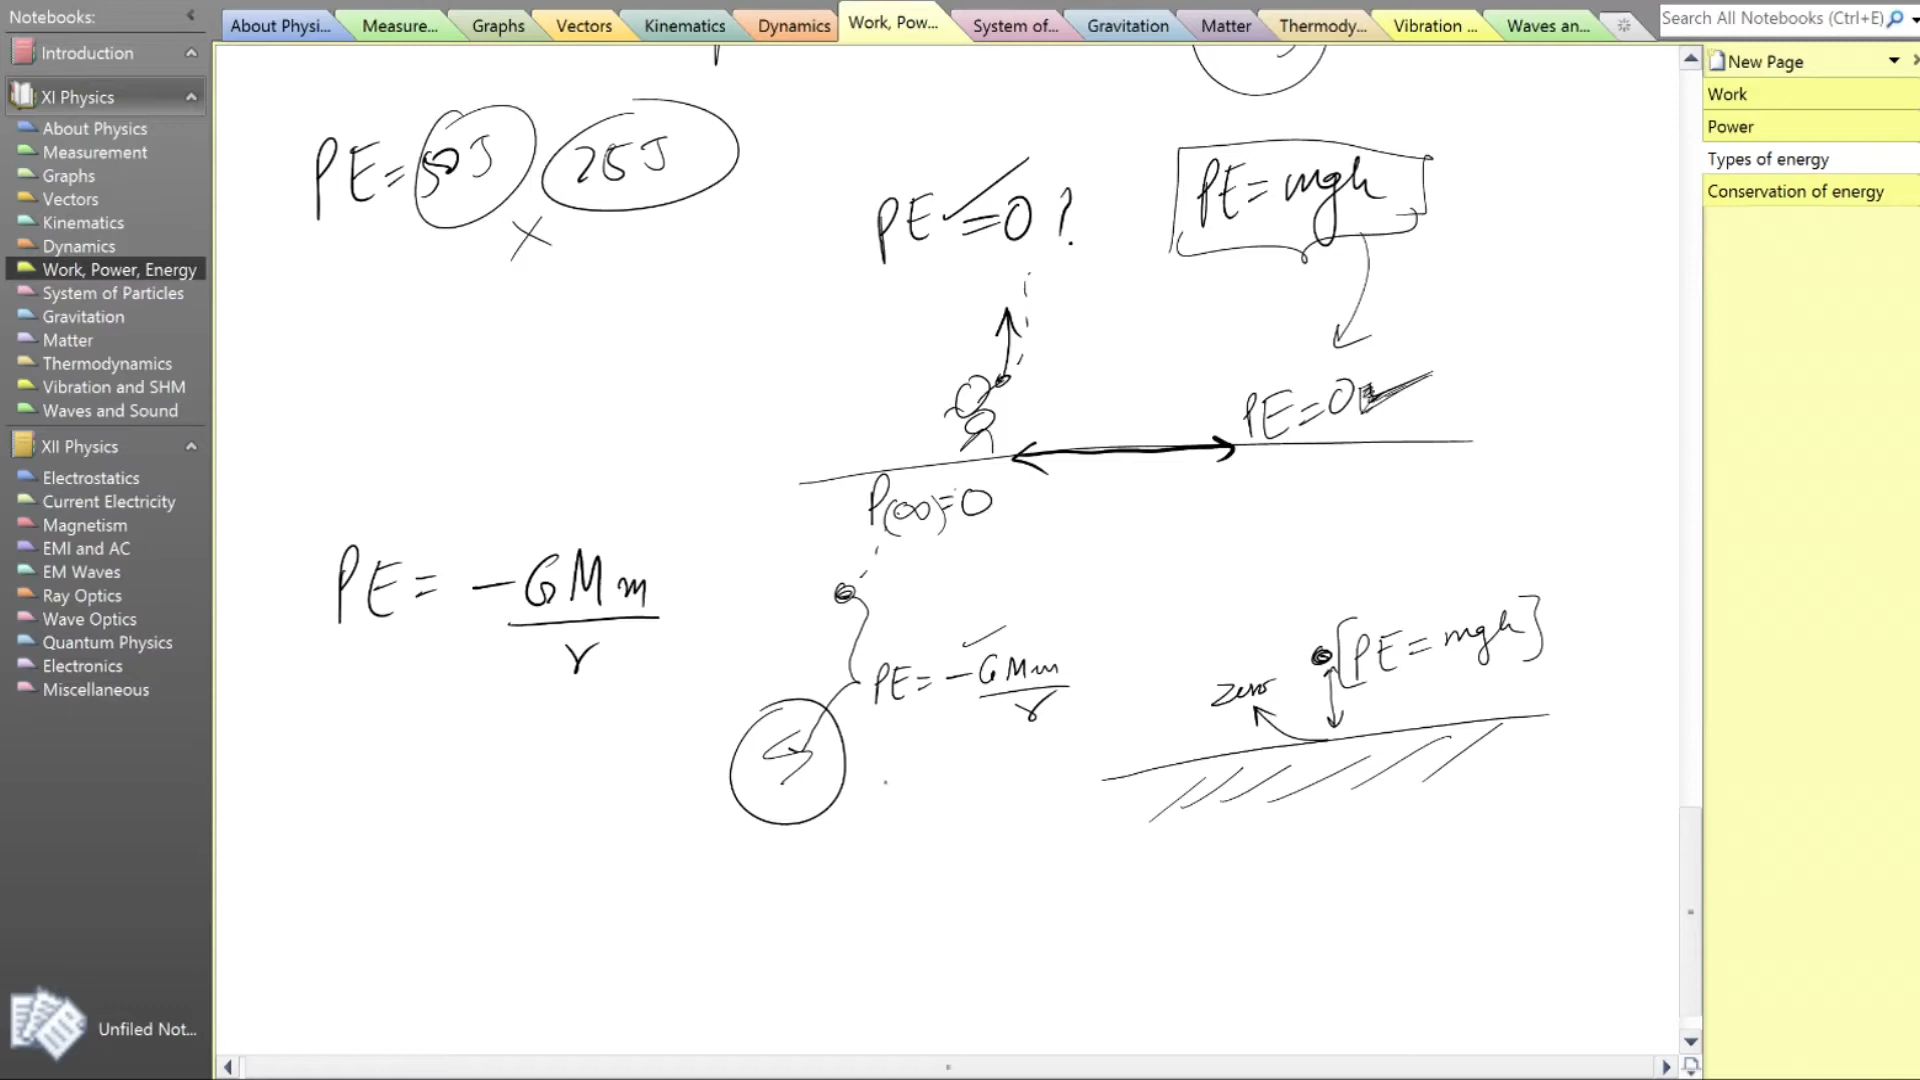 Notebooks:
Introduction
XI Physics
About Physics
Measurement
Graphs
Vectors
Kinematics
Dynamics
Work, Power, Energy
System of Particles
Gravitation
Matter
Thermodynamics
Vibration and SHM
Waves and Sound
XII Physics
Electrostatics
Current Electricity
Magnetism
EMI and AC
EM Waves
Ray Optics
Wave Optics
Quantum Physics
Electronics
Miscellaneous
Unfiled Not...
About Physi... Measure... Graphs Vectors Kinematics Dynamics Work, Pow... System of... Gravitation Matter Thermody... Vibration ... Waves an...
Search All Notebooks (Ctrl+E)
New Page
Work
Power
Types of energy
Conservation of energy
PE = 50J 25J
PE = 0 ?
PE = mgh
PE = 0
P(∞) = 0
PE = -GMm
r
PE = -GMm
r
zero
[PE = mgh]